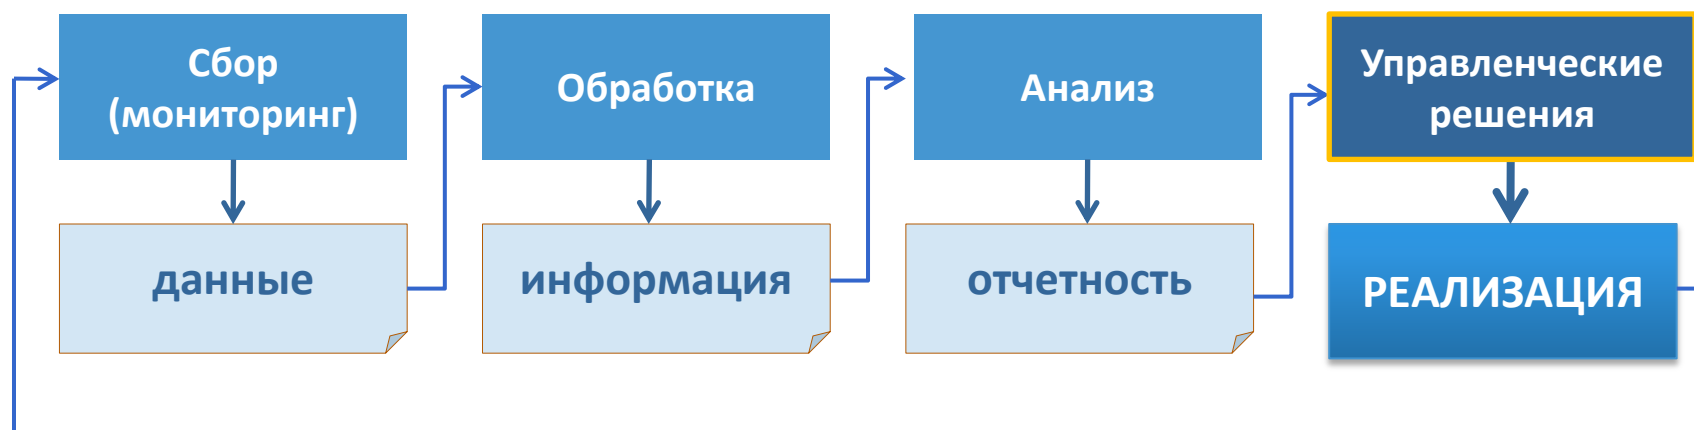 Сбор
(мониторинг)
Обработка
Анализ
Управленческие
решения
данные
информация
отчетность
РЕАЛИЗАЦИЯ